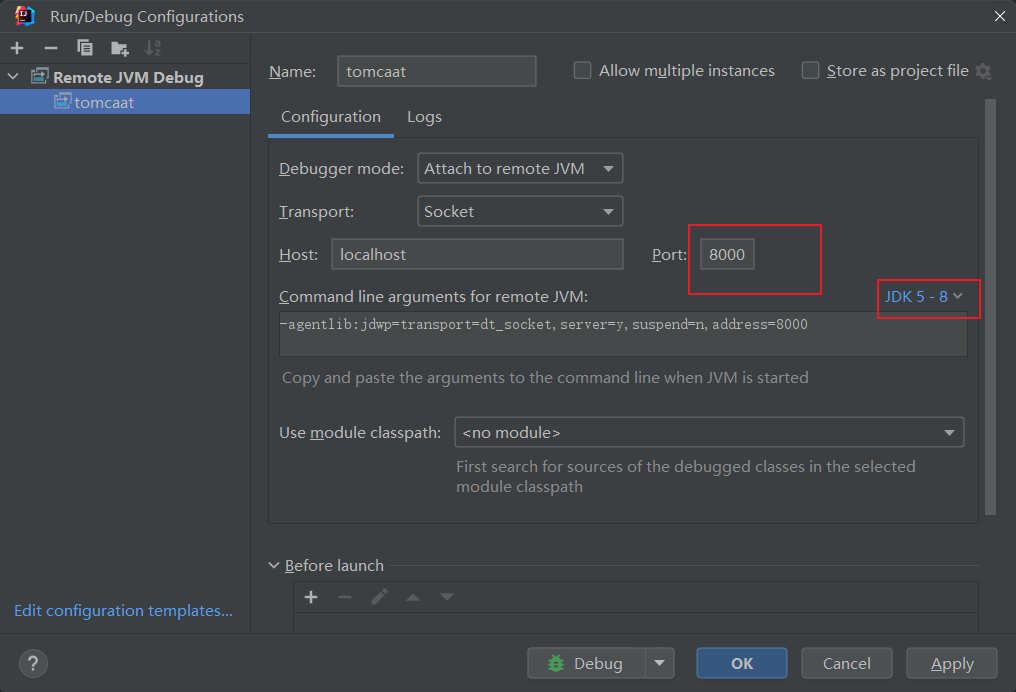 Run/Debug Configurations
Remote JVM Debug
tomcaat
Edit configuration templates...
Name: tomcaat Allow multiple instances Store as project file
Configuration Logs
Debugger mode: Attach to remote JVM
Transport: Socket
Host: localhost Port: 8000
Command line arguments for remote JVM: JDK 5 - 8
-agentlib:jdwp=transport=dt_socket,server=y,suspend=n,address=8000
Copy and paste the arguments to the command line when JVM is started
Use module classpath: <no module>
First search for sources of the debugged classes in the selected
module classpath
Before launch
? Debug OK Cancel Apply